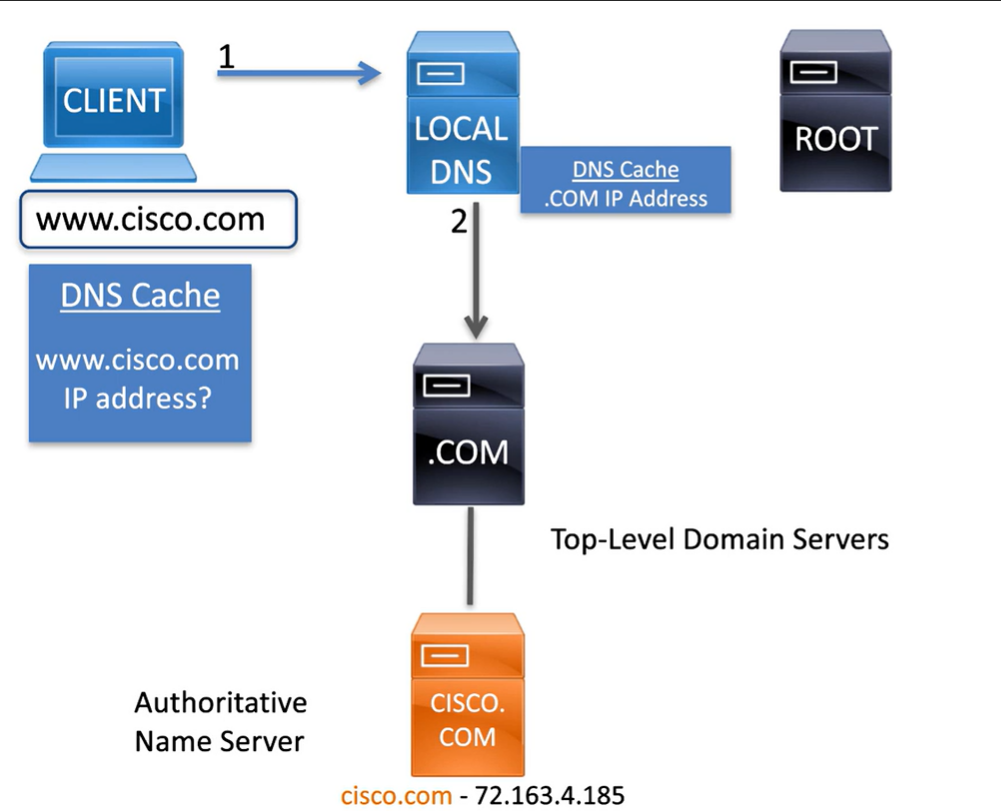 1
CLIENT
LOCAL
DNS
ROOT
DNS Cache
.COM IP Address
www.cisco.com
2
DNS Cache
www.cisco.com
IP address?
.COM
Top-Level Domain Servers
Authoritative
Name Server
CISCO.
COM
cisco.com - 72.163.4.185